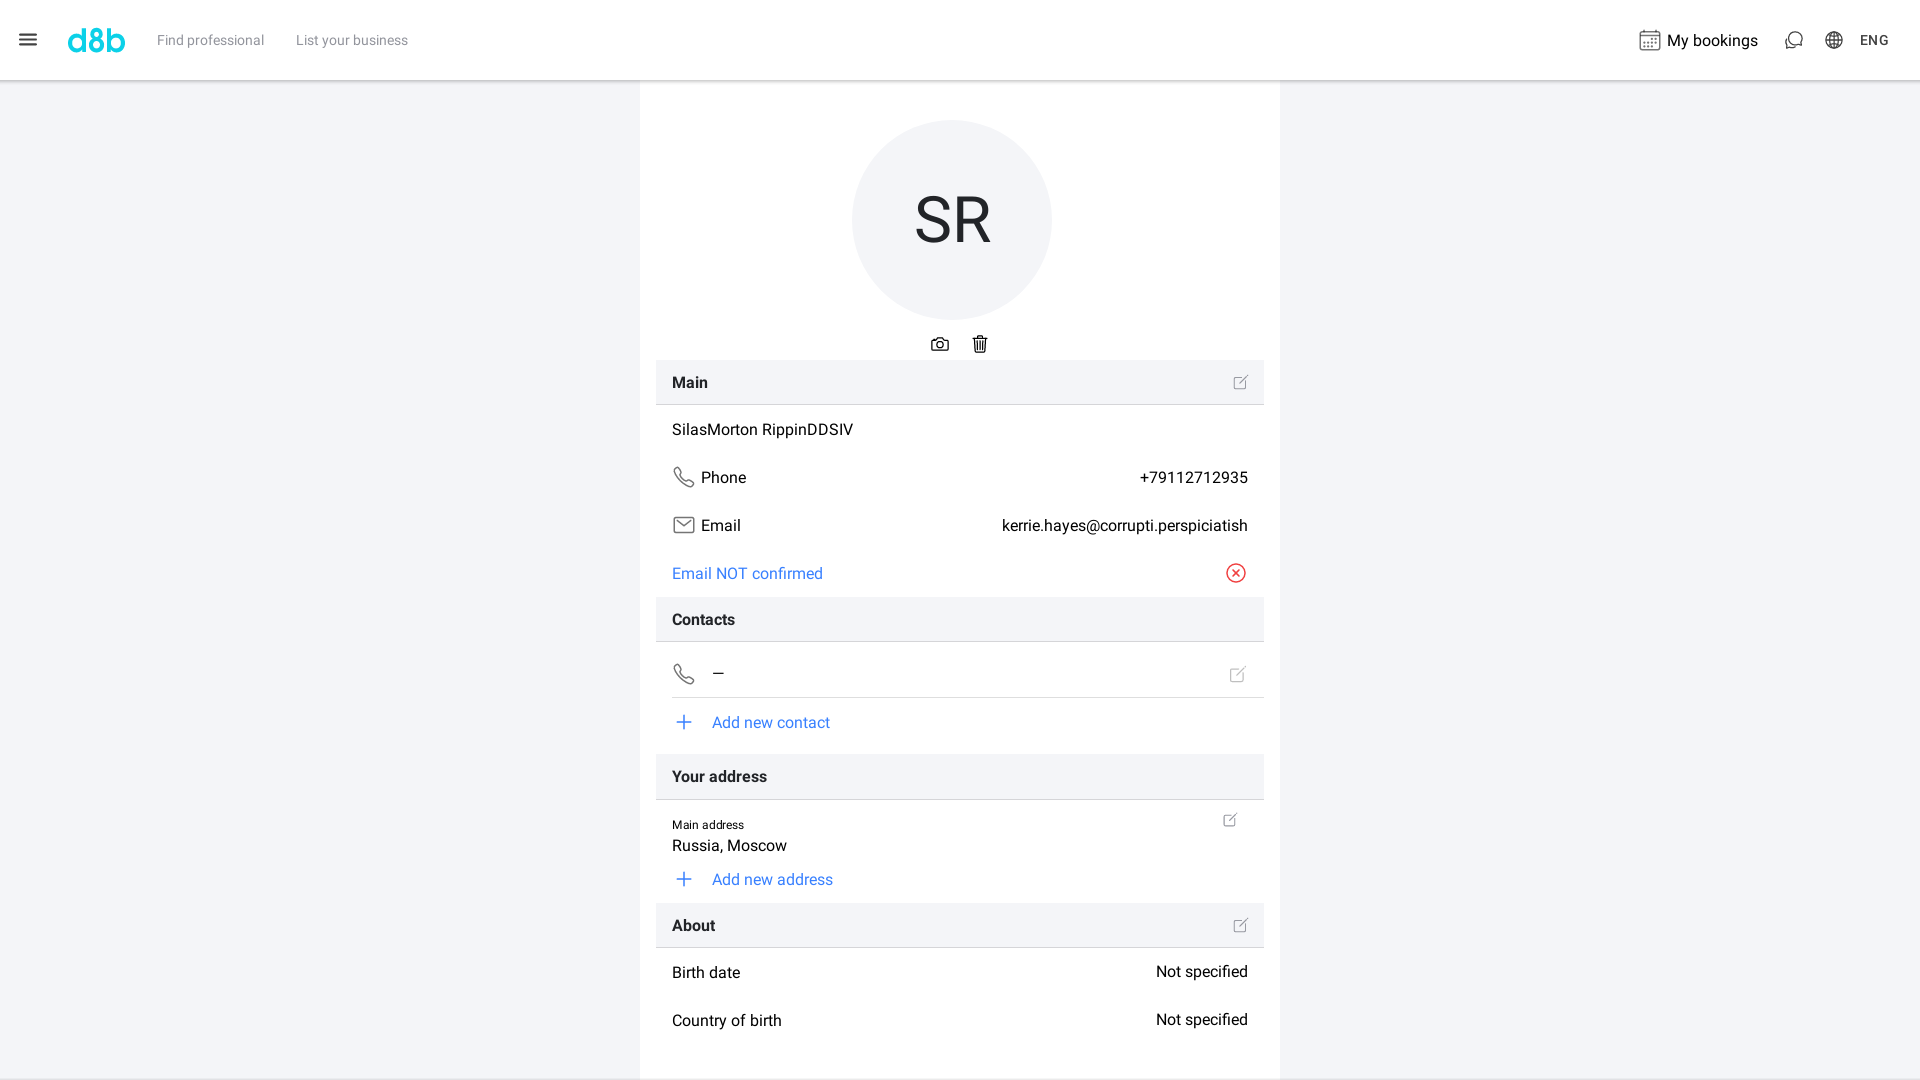 d8b
Find professional
List your business
My bookings
ENG
SR
Main
SilasMorton RippinDDSIV
Phone
+79112712935
Email
kerrie.hayes@corrupti.perspiciatish
Email NOT confirmed
Contacts
–
Add new contact
Your address
Main address
Russia, Moscow
Add new address
About
Birth date
Not specified
Country of birth
Not specified